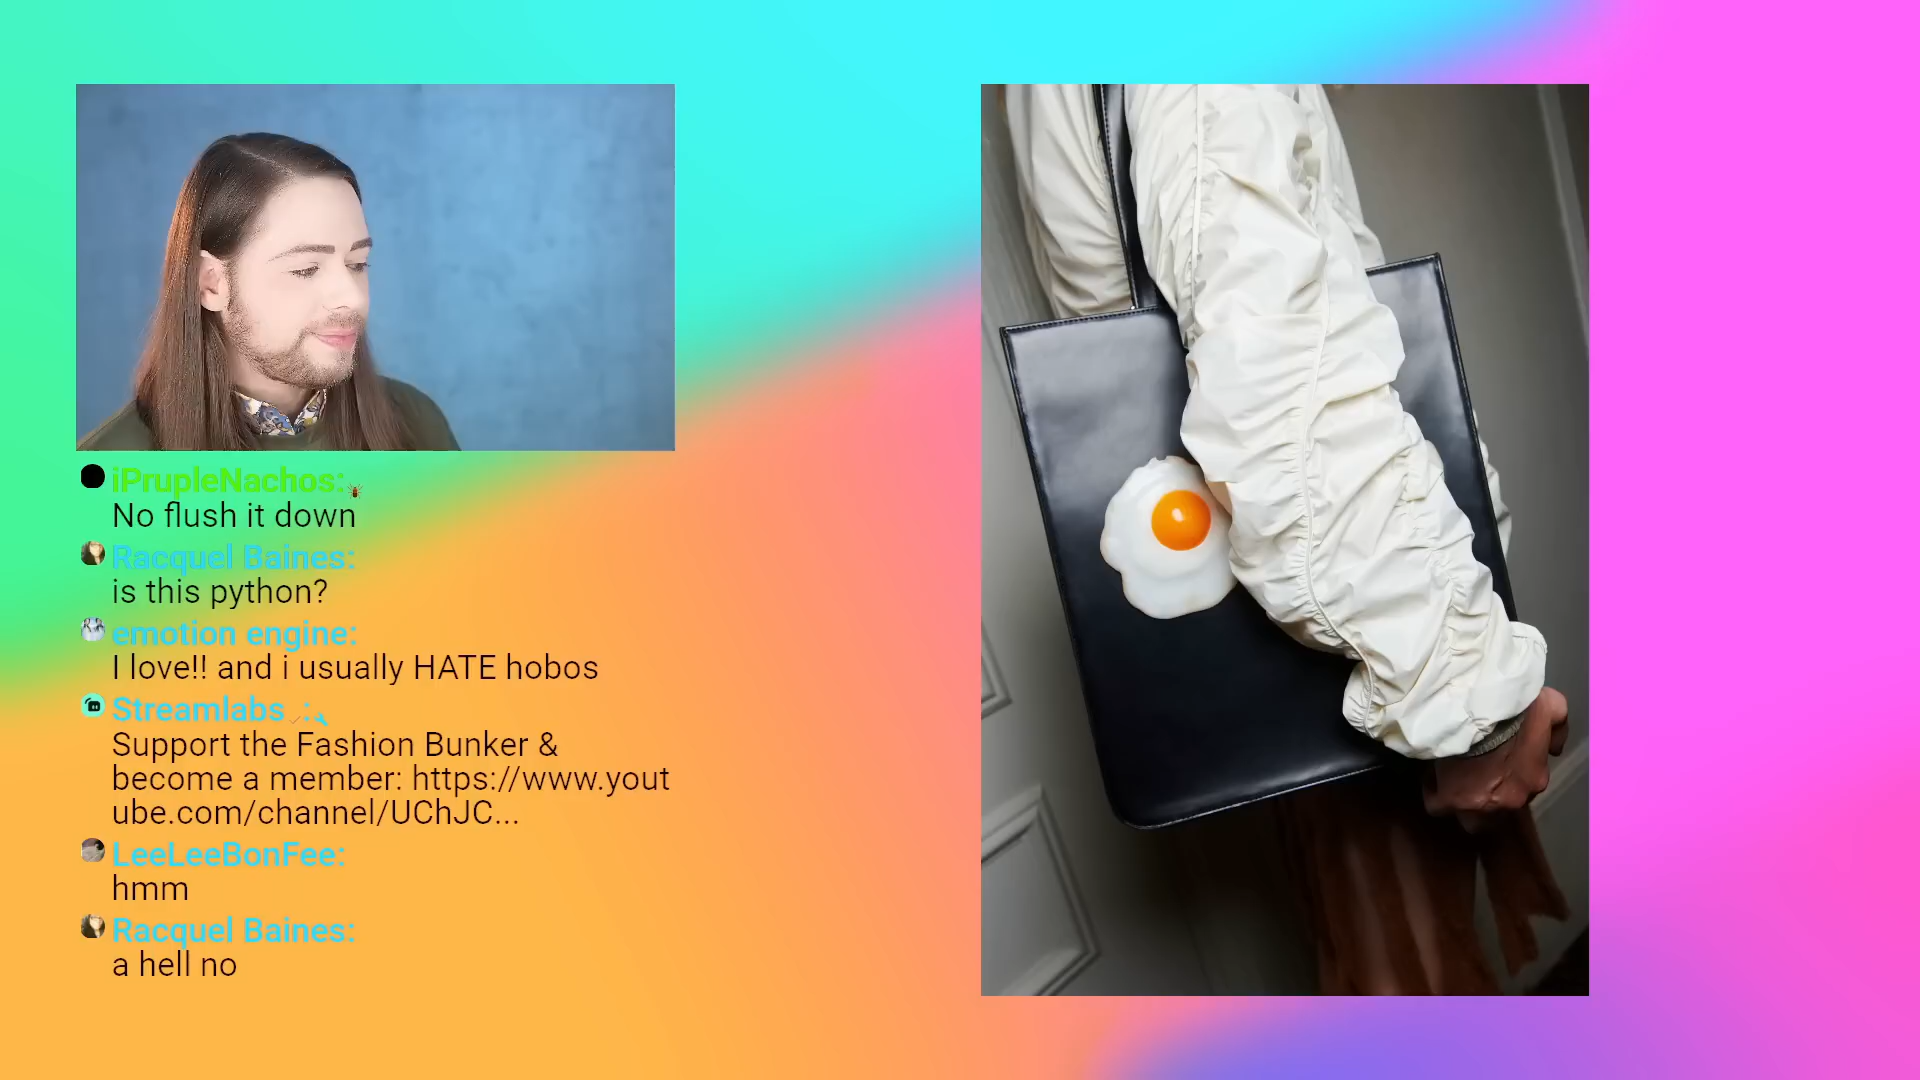 iPrupleNachos:
No flush it down
Racquel Baines:
is this python?
emotion engine:
I love!! and i usually HATE hobos
Streamlabs :
Support the Fashion Bunker &
become a member: https://www.yout
ube.com/channel/UChJC...
LeeLeeBonFee:
hmm
Racquel Baines:
a hell no